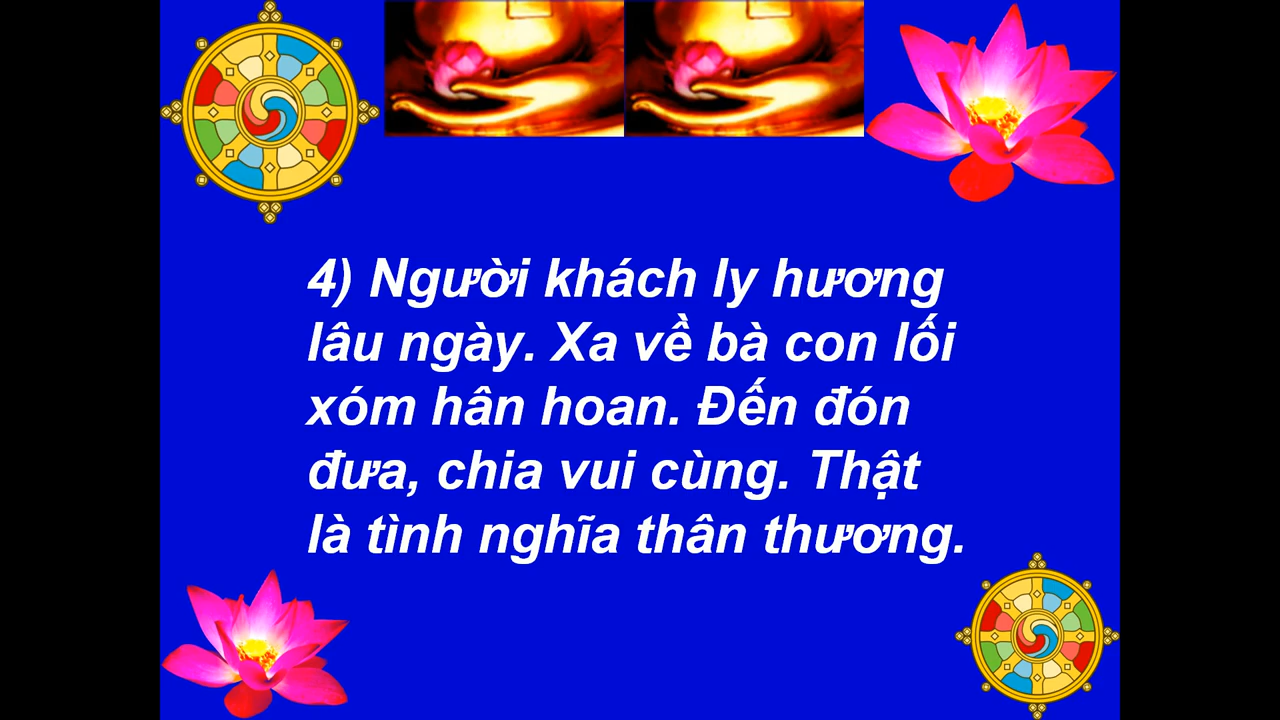 4) Người khách ly hương
lâu ngày. Xa về bà con lối
xóm hân hoan. Đến đón
đưa, chia vui cùng. Thật
là tình nghĩa thân thương.